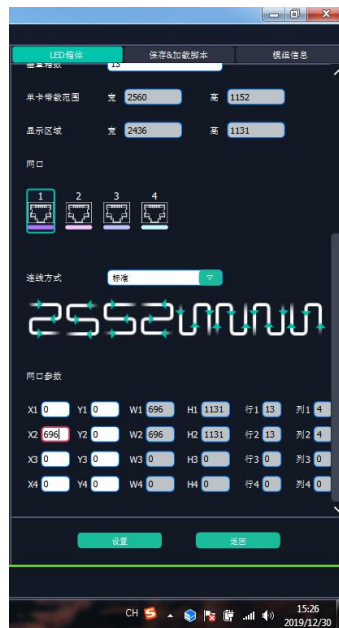 LED箱体 保存&加载脚本 模组信息
垂直箱数 13
单卡带载范围 宽 2560 高 1152
显示区域 宽 2436 高 1131
网口
1 2 3 4
连线方式 标准
网口参数
X1 0 Y1 0 W1 696 H1 1131 行1 13 列1 4
X2 696 Y2 0 W2 696 H2 1131 行2 13 列2 4
X3 0 Y3 0 W3 0 H3 0 行3 0 列3 0
X4 0 Y4 0 W4 0 H4 0 行4 0 列4 0
设置 返回
CH 15:26
2019/12/30